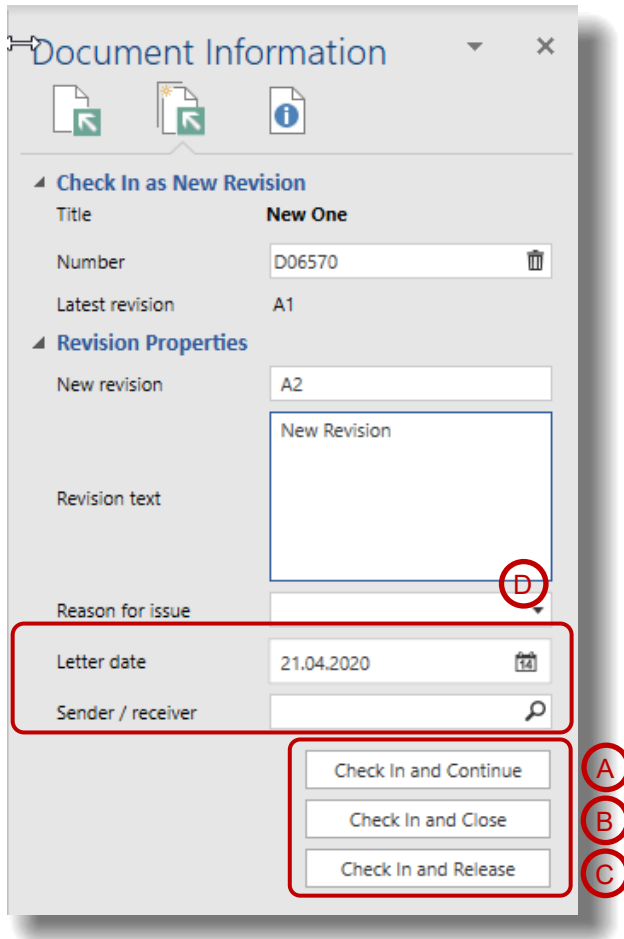 Document Information
Check In as New Revision
Title New One
Number D06570
Latest revision A1
Revision Properties
New revision A2
New Revision
Revision text
D
Reason for issue
Letter date 21.04.2020 14
Sender / receiver
Check In and Continue A
Check In and Close B
Check In and Release C